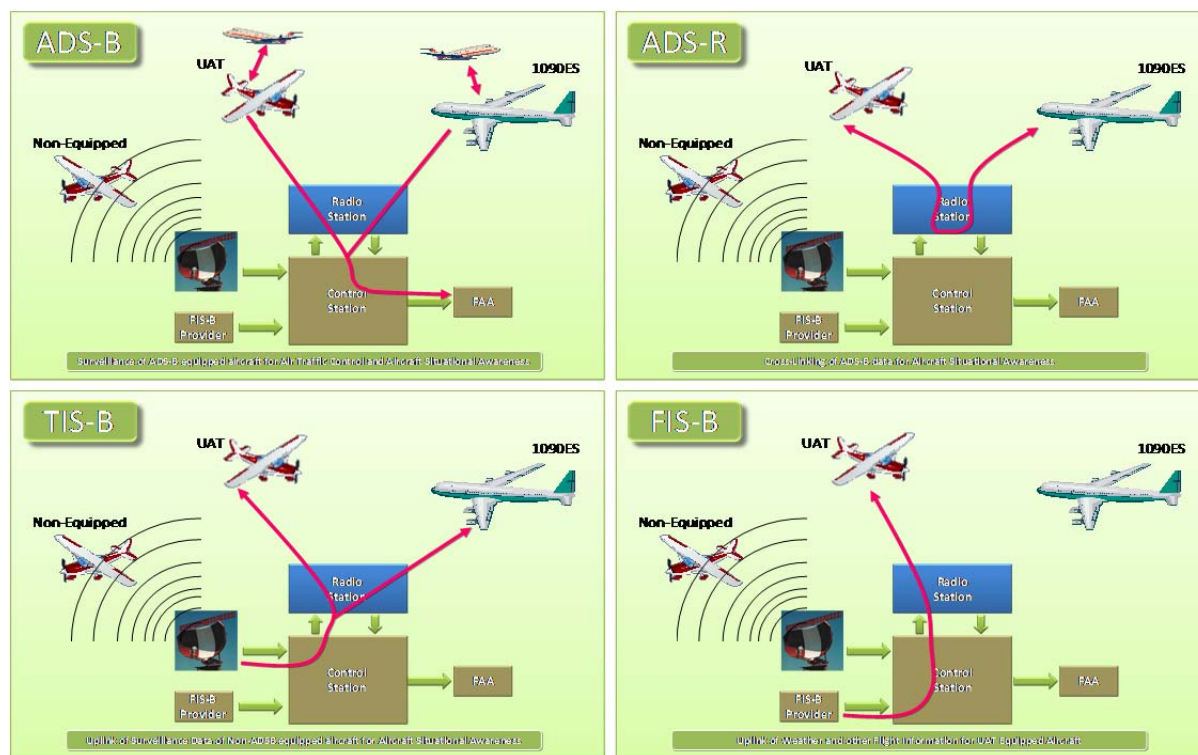 ADS-B
UAT
1090ES
Non-Equipped
Radio
Station
Control
Station
FAA
FIS-B
Provider
Surveillance of ADS-B-equipped aircraft for Air Traffic Control and Aircraft Situational Awareness
ADS-R
UAT
1090ES
Non-Equipped
Radio
Station
Control
Station
FAA
FIS-B
Provider
Cross-Linking of ADS-B data for Aircraft Situational Awareness
TIS-B
UAT
1090ES
Non-Equipped
Radio
Station
Control
Station
FAA
FIS-B
Provider
Uplink of Surveillance Data of Non-ADSB-equipped aircraft for Aircraft Situational Awareness
FIS-B
UAT
1090ES
Non-Equipped
Radio
Station
Control
Station
FAA
FIS-B
Provider
Uplink of Weather and other Flight Information for UAT Equipped Aircraft